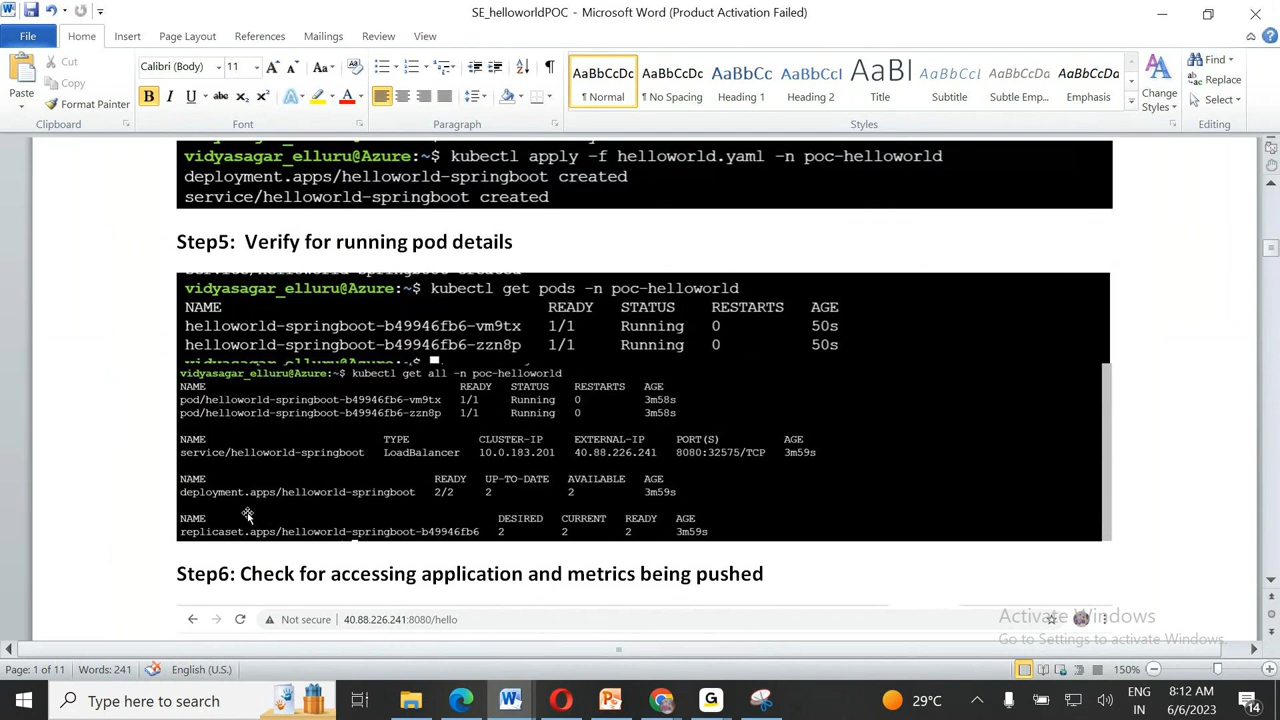 SE_helloworldPOC - Microsoft Word (Product Activation Failed)
File Home Insert Page Layout References Mailings Review View
Paste
Cut
Copy
Format Painter
Clipboard
Calibri (Body) 11
Font
Paragraph
AaBbCcDc AaBbCcDc AaBbCc AaBbCcI AaBI AaBbCcl AaBbCcDc AaBbCcDc
¶ Normal ¶ No Spacing Heading 1 Heading 2 Title Subtitle Subtle Emp... Emphasis
Change Styles
Styles
Find
Replace
Select
Editing
vidyasagar_elluru@Azure:~$ kubectl apply -f helloworld.yaml -n poc-helloworld
deployment.apps/helloworld-springboot created
service/helloworld-springboot created
Step5: Verify for running pod details
vidyasagar_elluru@Azure:~$ kubectl get pods -n poc-helloworld
NAME READY STATUS RESTARTS AGE
helloworld-springboot-b49946fb6-vm9tx 1/1 Running 0 50s
helloworld-springboot-b49946fb6-zzn8p 1/1 Running 0 50s
vidyasagar_elluru@Azure:~$
vidyasagar_elluru@Azure:~$ kubectl get all -n poc-helloworld
NAME READY STATUS RESTARTS AGE
pod/helloworld-springboot-b49946fb6-vm9tx 1/1 Running 0 3m58s
pod/helloworld-springboot-b49946fb6-zzn8p 1/1 Running 0 3m58s
NAME TYPE CLUSTER-IP EXTERNAL-IP PORT(S) AGE
service/helloworld-springboot LoadBalancer 10.0.183.201 40.88.226.241 8080:32575/TCP 3m59s
NAME READY UP-TO-DATE AVAILABLE AGE
deployment.apps/helloworld-springboot 2/2 2 2 3m59s
NAME DESIRED CURRENT READY AGE
replicaset.apps/helloworld-springboot-b49946fb6 2 2 2 3m59s
Step6: Check for accessing application and metrics being pushed
Not secure 40.88.226.241:8080/hello
Activate Windows
Go to Settings to activate Windows.
Page: 1 of 11 Words: 241 English (U.S.) 150%
Type here to search
29°C
ENG
IN
8:12 AM
6/6/2023
14